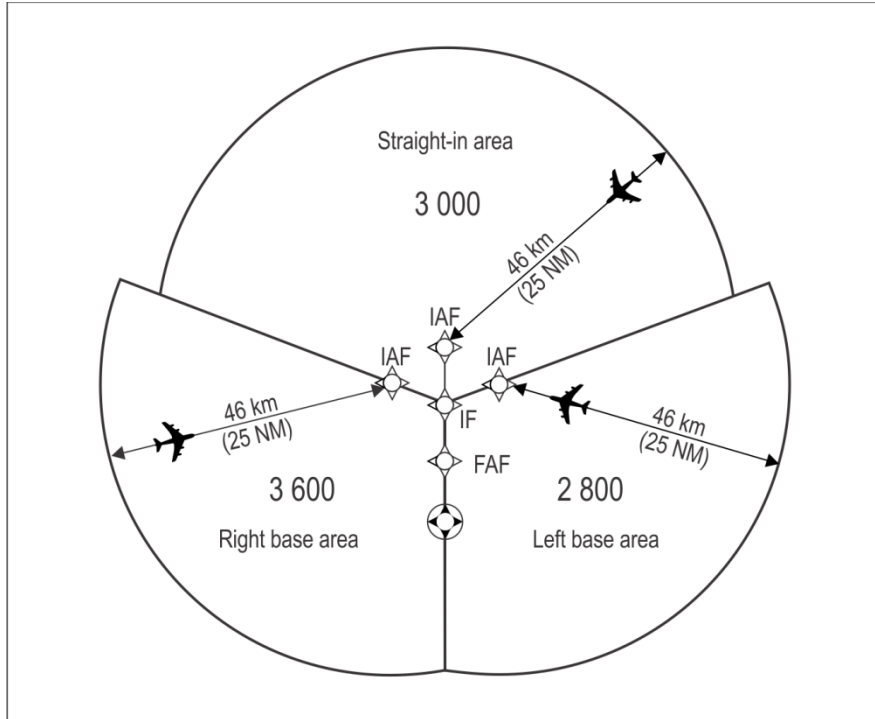 Straight-in area
3 000
46 km
(25 NM)
IAF
IAF
IAF
46 km
(25 NM)
IF
46 km
(25 NM)
FAF
3 600
2 800
Right base area
Left base area